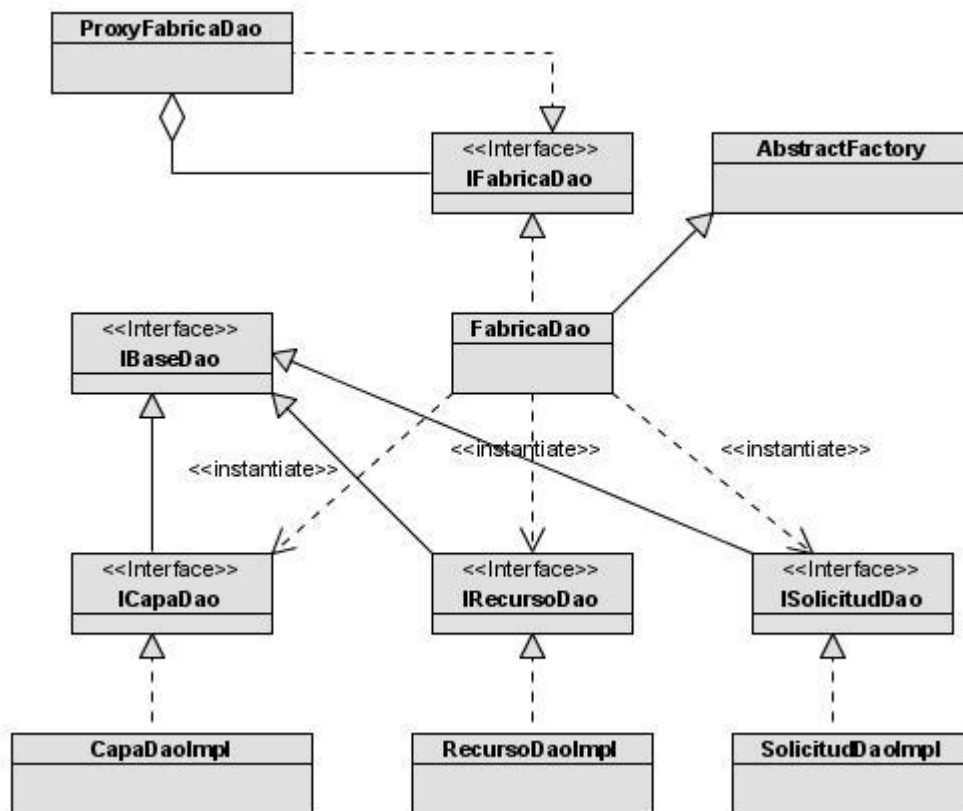 ProxyFabricaDao
<<Interface>>
IFabricaDao
AbstractFactory
<<Interface>>
IBaseDao
FabricaDao
<<instantiate>>
<<instantiate>>
<<instantiate>>
<<Interface>>
ICapaDao
<<Interface>>
IRecursoDao
<<Interface>>
ISolicitudDao
CapaDaoImpl
RecursoDaoImpl
SolicitudDaoImpl